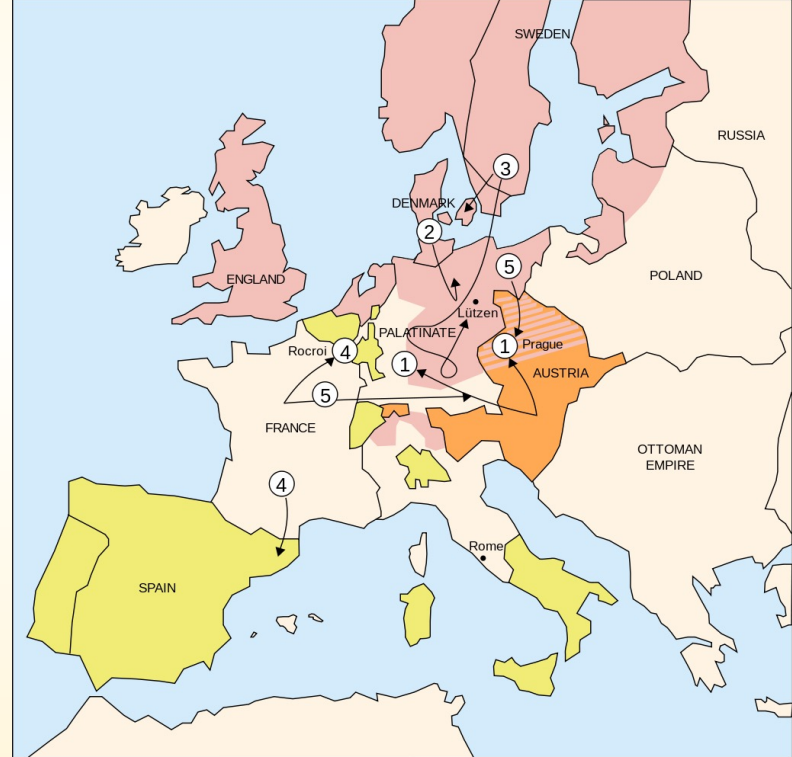 SWEDEN
RUSSIA
3
DENMARK
2
5
POLAND
ENGLAND
Lützen
PALATINATE
Rocroi
4
1
Prague
1
AUSTRIA
5
FRANCE
OTTOMAN
EMPIRE
4
Rome
SPAIN